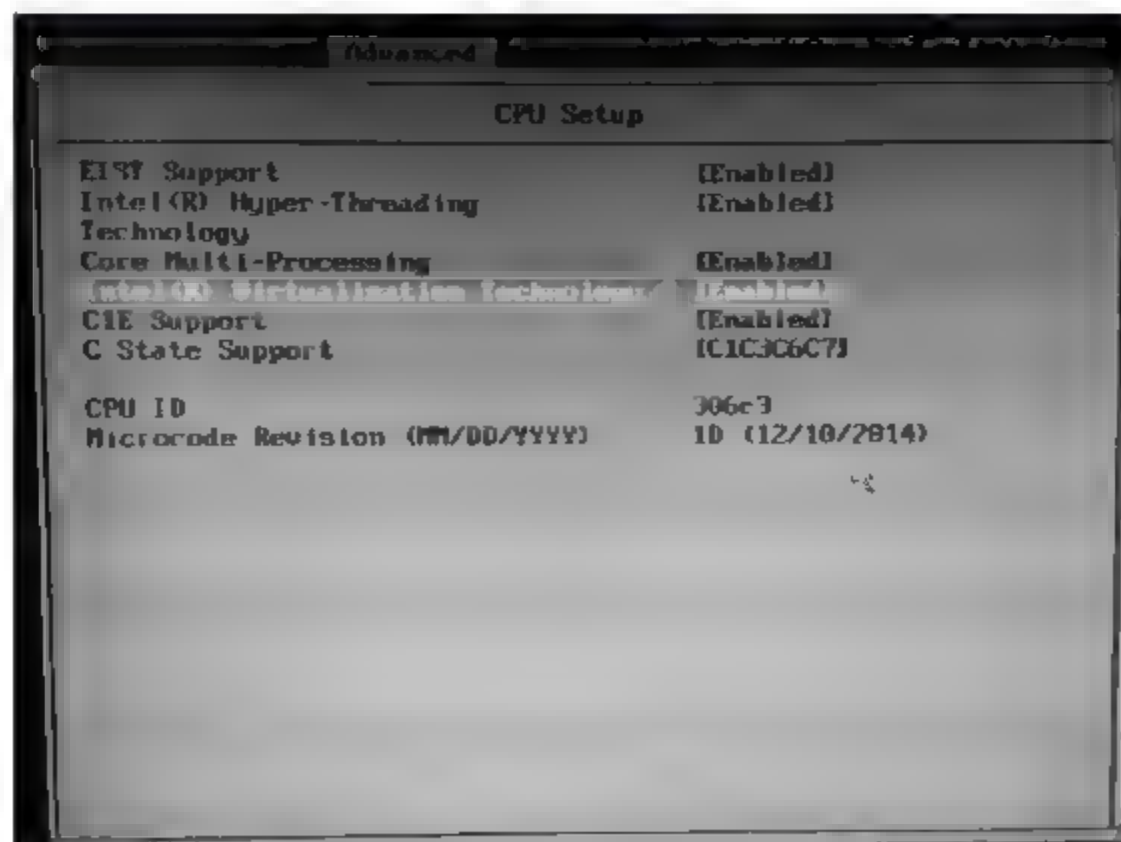 Advanced
CPU Setup
EIST Support [Enabled]
Intel(R) Hyper-Threading [Enabled]
Technology
Core Multi-Processing [Enabled]
Intel(R) Virtualization Technology [Enabled]
C1E Support [Enabled]
C State Support [C1C3C6C7]
CPU ID 306c3
Microcode Revision (MM/DD/YYYY) 1D (12/10/2014)